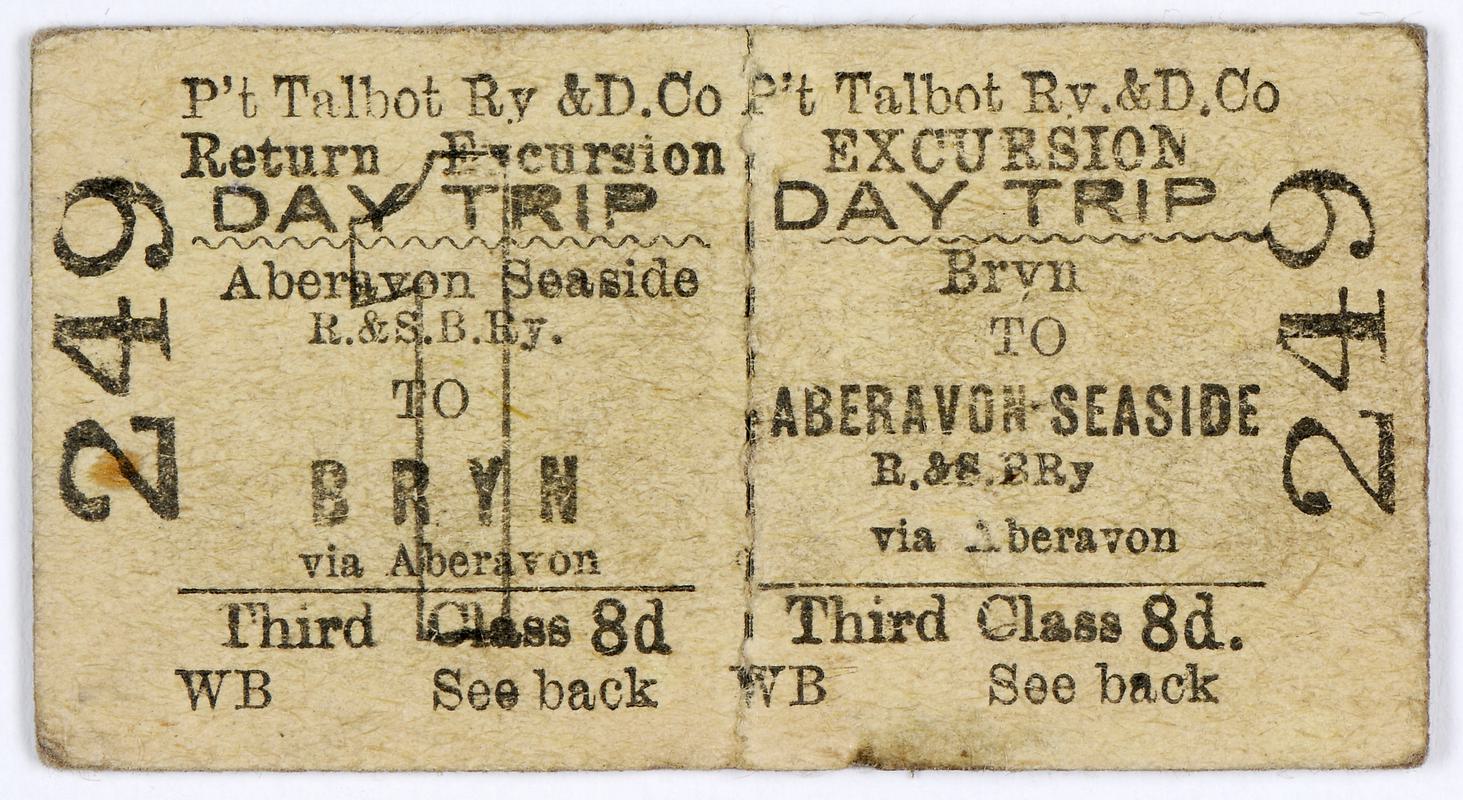 249
P't Talbot Ry &D.Co
Return Excursion
DAY TRIP
Aberavon Seaside
R.&S.B.Ry.
TO
BRYN
via Aberavon
Third Class 8d
WB See back
P't Talbot Ry.&D.Co
EXCURSION
DAY TRIP
Bryn
TO
ABERAVON-SEASIDE
R.&S.BRy
via Aberavon
Third Class 8d.
WB See back
249